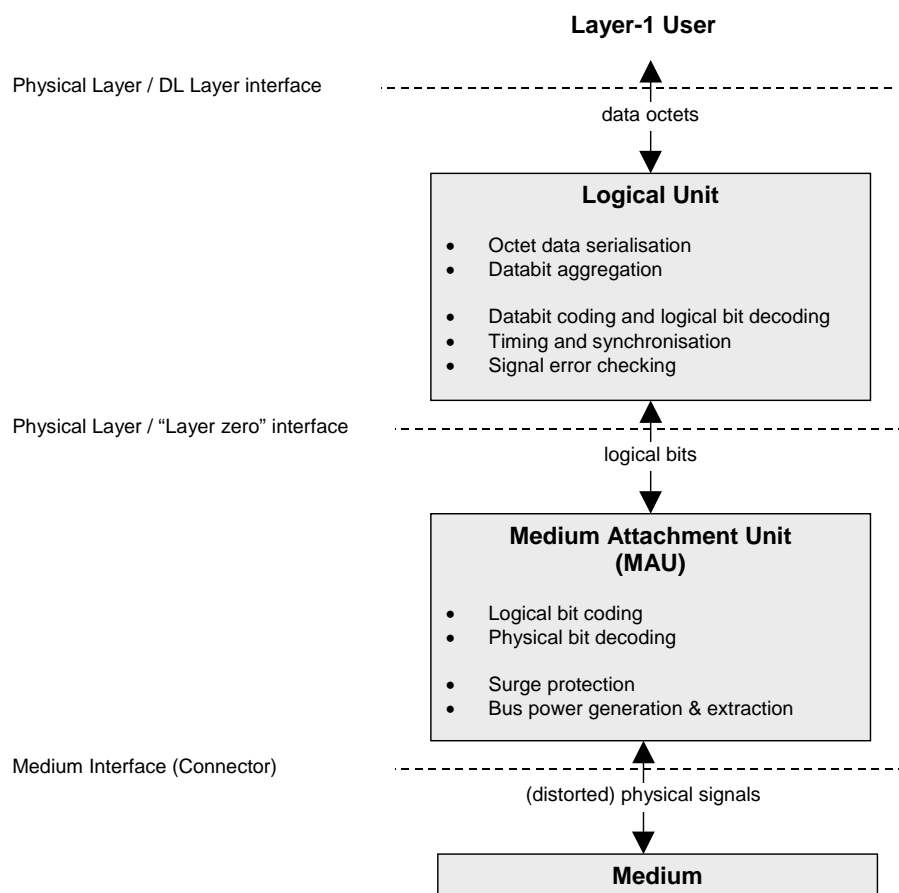 Layer-1 User
Physical Layer / DL Layer interface
data octets
Logical Unit
• Octet data serialisation
• Databit aggregation
• Databit coding and logical bit decoding
• Timing and synchronisation
• Signal error checking
Physical Layer / “Layer zero” interface
logical bits
Medium Attachment Unit
(MAU)
• Logical bit coding
• Physical bit decoding
• Surge protection
• Bus power generation & extraction
Medium Interface (Connector)
(distorted) physical signals
Medium